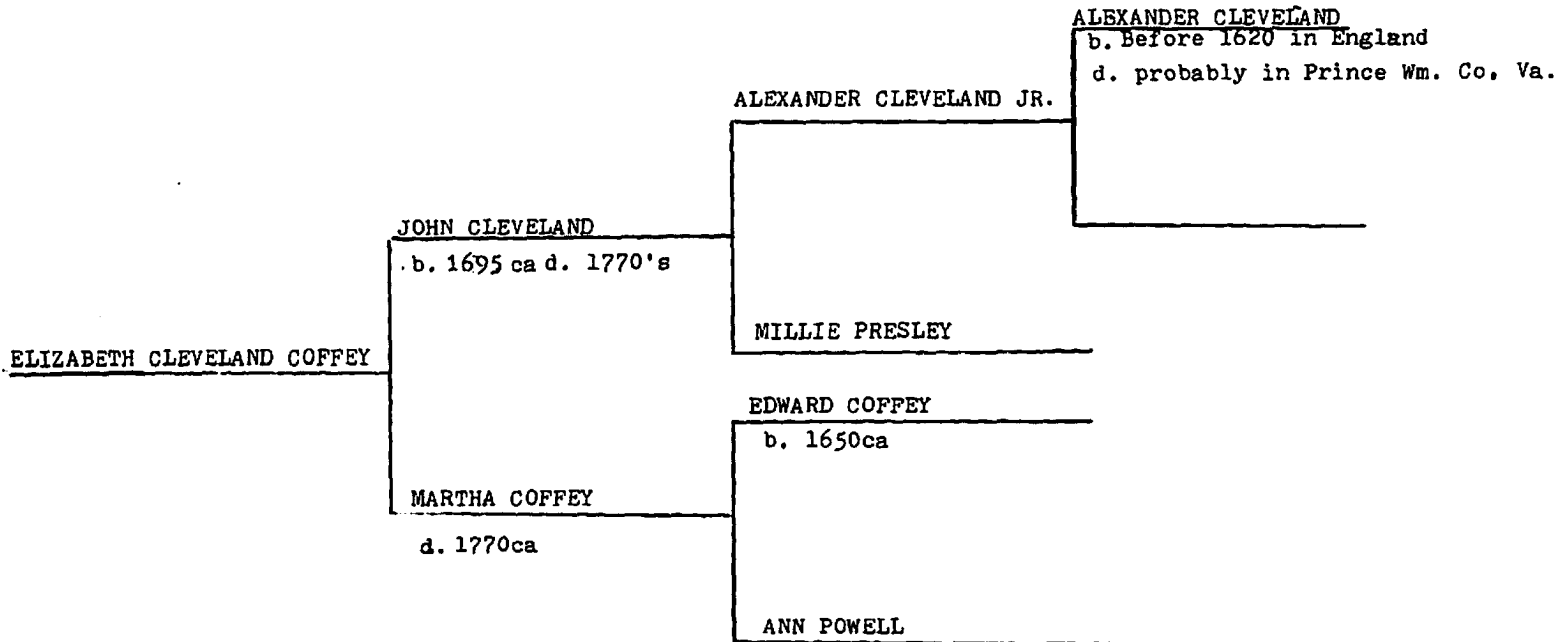 ALEXANDER CLEVELAND
b. Before 1620 in England
d. probably in Prince Wm. Co. Va.
ALEXANDER CLEVELAND JR.
JOHN CLEVELAND
b. 1695 ca d. 1770's
MILLIE PRESLEY
ELIZABETH CLEVELAND COFFEY
EDWARD COFFEY
b. 1650ca
MARTHA COFFEY
d. 1770ca
ANN POWELL